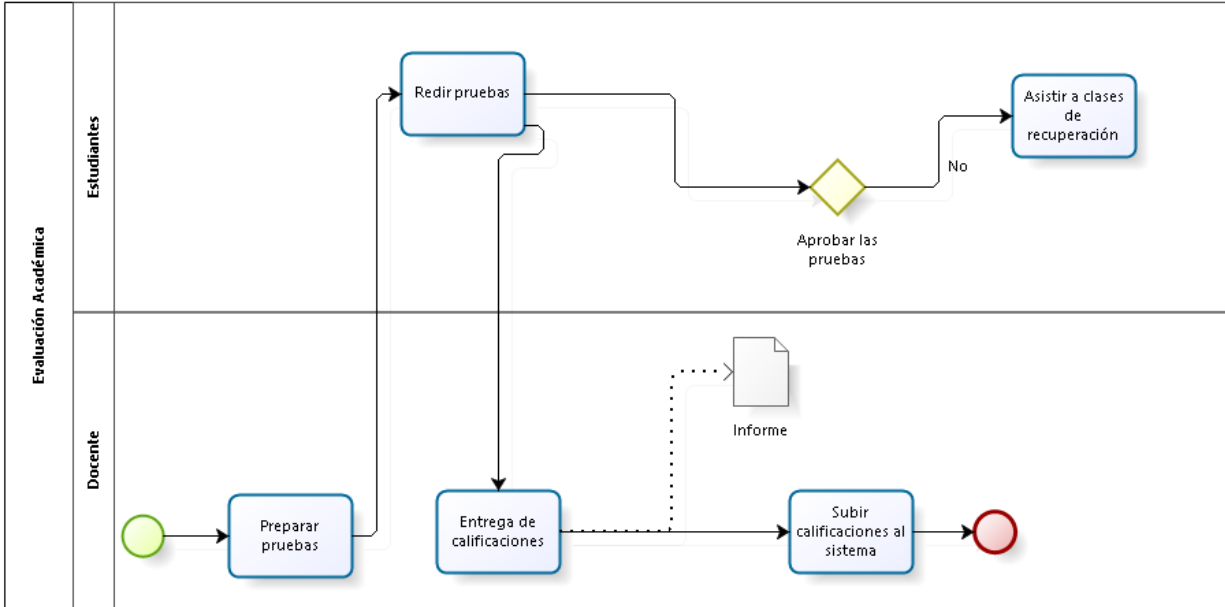 Evaluación Académica
Estudiantes
Redir pruebas
Asistir a clases
de
recuperación
No
Aprobar las
pruebas
Docente
Informe
Preparar
pruebas
Entrega de
calificaciones
Subir
calificaciones al
sistema